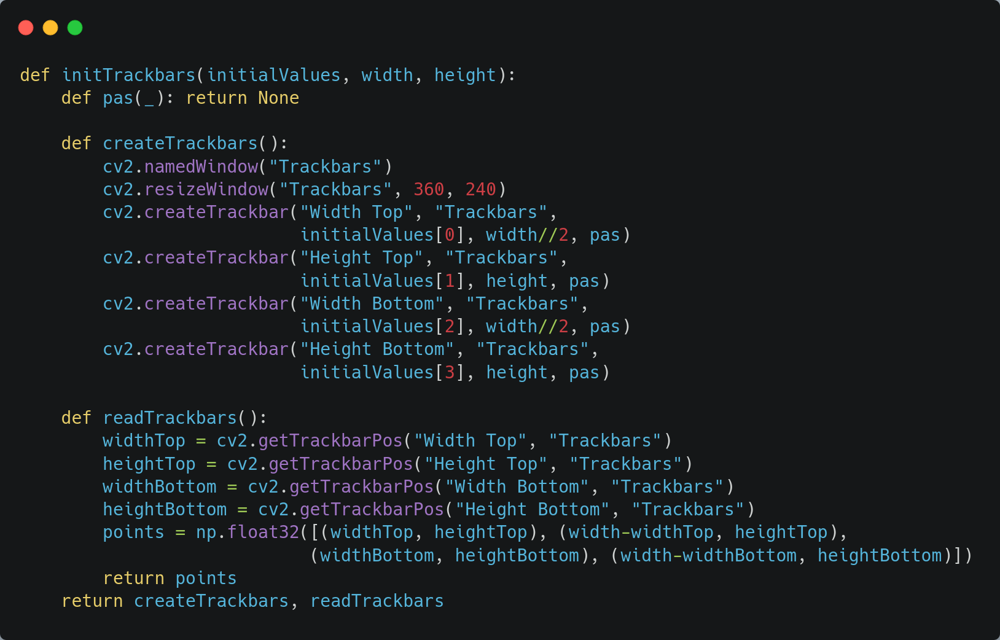 def initTrackbars(initialValues, width, height):
    def pas(_): return None

    def createTrackbars():
        cv2.namedWindow("Trackbars")
        cv2.resizeWindow("Trackbars", 360, 240)
        cv2.createTrackbar("Width Top", "Trackbars",
                           initialValues[0], width//2, pas)
        cv2.createTrackbar("Height Top", "Trackbars",
                           initialValues[1], height, pas)
        cv2.createTrackbar("Width Bottom", "Trackbars",
                           initialValues[2], width//2, pas)
        cv2.createTrackbar("Height Bottom", "Trackbars",
                           initialValues[3], height, pas)

    def readTrackbars():
        widthTop = cv2.getTrackbarPos("Width Top", "Trackbars")
        heightTop = cv2.getTrackbarPos("Height Top", "Trackbars")
        widthBottom = cv2.getTrackbarPos("Width Bottom", "Trackbars")
        heightBottom = cv2.getTrackbarPos("Height Bottom", "Trackbars")
        points = np.float32([(widthTop, heightTop), (width-widthTop, heightTop),
                            (widthBottom, heightBottom), (width-widthBottom, heightBottom)])
        return points
    return createTrackbars, readTrackbars